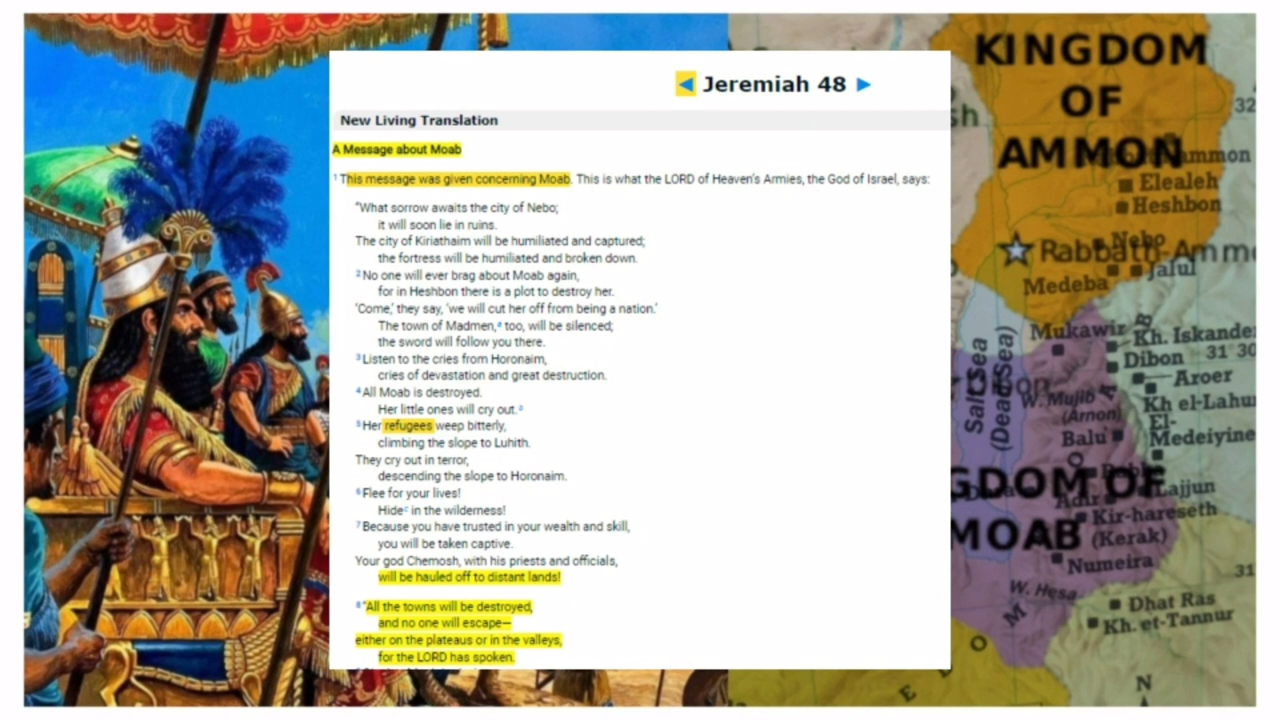 Jeremiah 48
New Living Translation
A Message about Moab
1 This message was given concerning Moab. This is what the LORD of Heaven's Armies, the God of Israel, says:
“What sorrow awaits the city of Nebo;
it will soon lie in ruins.
The city of Kiriathaim will be humiliated and captured;
the fortress will be humiliated and broken down.
2 No one will ever brag about Moab again,
for in Heshbon there is a plot to destroy her.
‘Come,’ they say, ‘we will cut her off from being a nation.’
The town of Madmen,a too, will be silenced;
the sword will follow you there.
3 Listen to the cries from Horonaim,
cries of devastation and great destruction.
4 All Moab is destroyed.
Her little ones will cry out.
5 Her refugees weep bitterly,
climbing the slope to Luhith.
They cry out in terror,
descending the slope to Horonaim.
6 Flee for your lives!
Hidec in the wilderness!
7 Because you have trusted in your wealth and skill,
you will be taken captive.
Your god Chemosh, with his priests and officials,
will be hauled off to distant lands!
8 “All the towns will be destroyed,
and no one will escape—
either on the plateaus or in the valleys,
for the LORD has spoken.
KINGDOM
OF
AMMON
32
Elealeh
Heshbon
Nebo
Rabbath-Amm
Jalul
Medeba
Mukawir
Kh. Iskande
Dibon
31 30
Aroer
Salt Sea
(Dead Sea)
W. Mujib
(Arnon)
Kh el-Lahu
Balu
El-
Medeiyine
GDOM OF
MOAB
Lajjun
Kir-hareseth
(Kerak)
Numeira
31
W. Hesa
Dhat Ras
Kh. et-Tannur
N